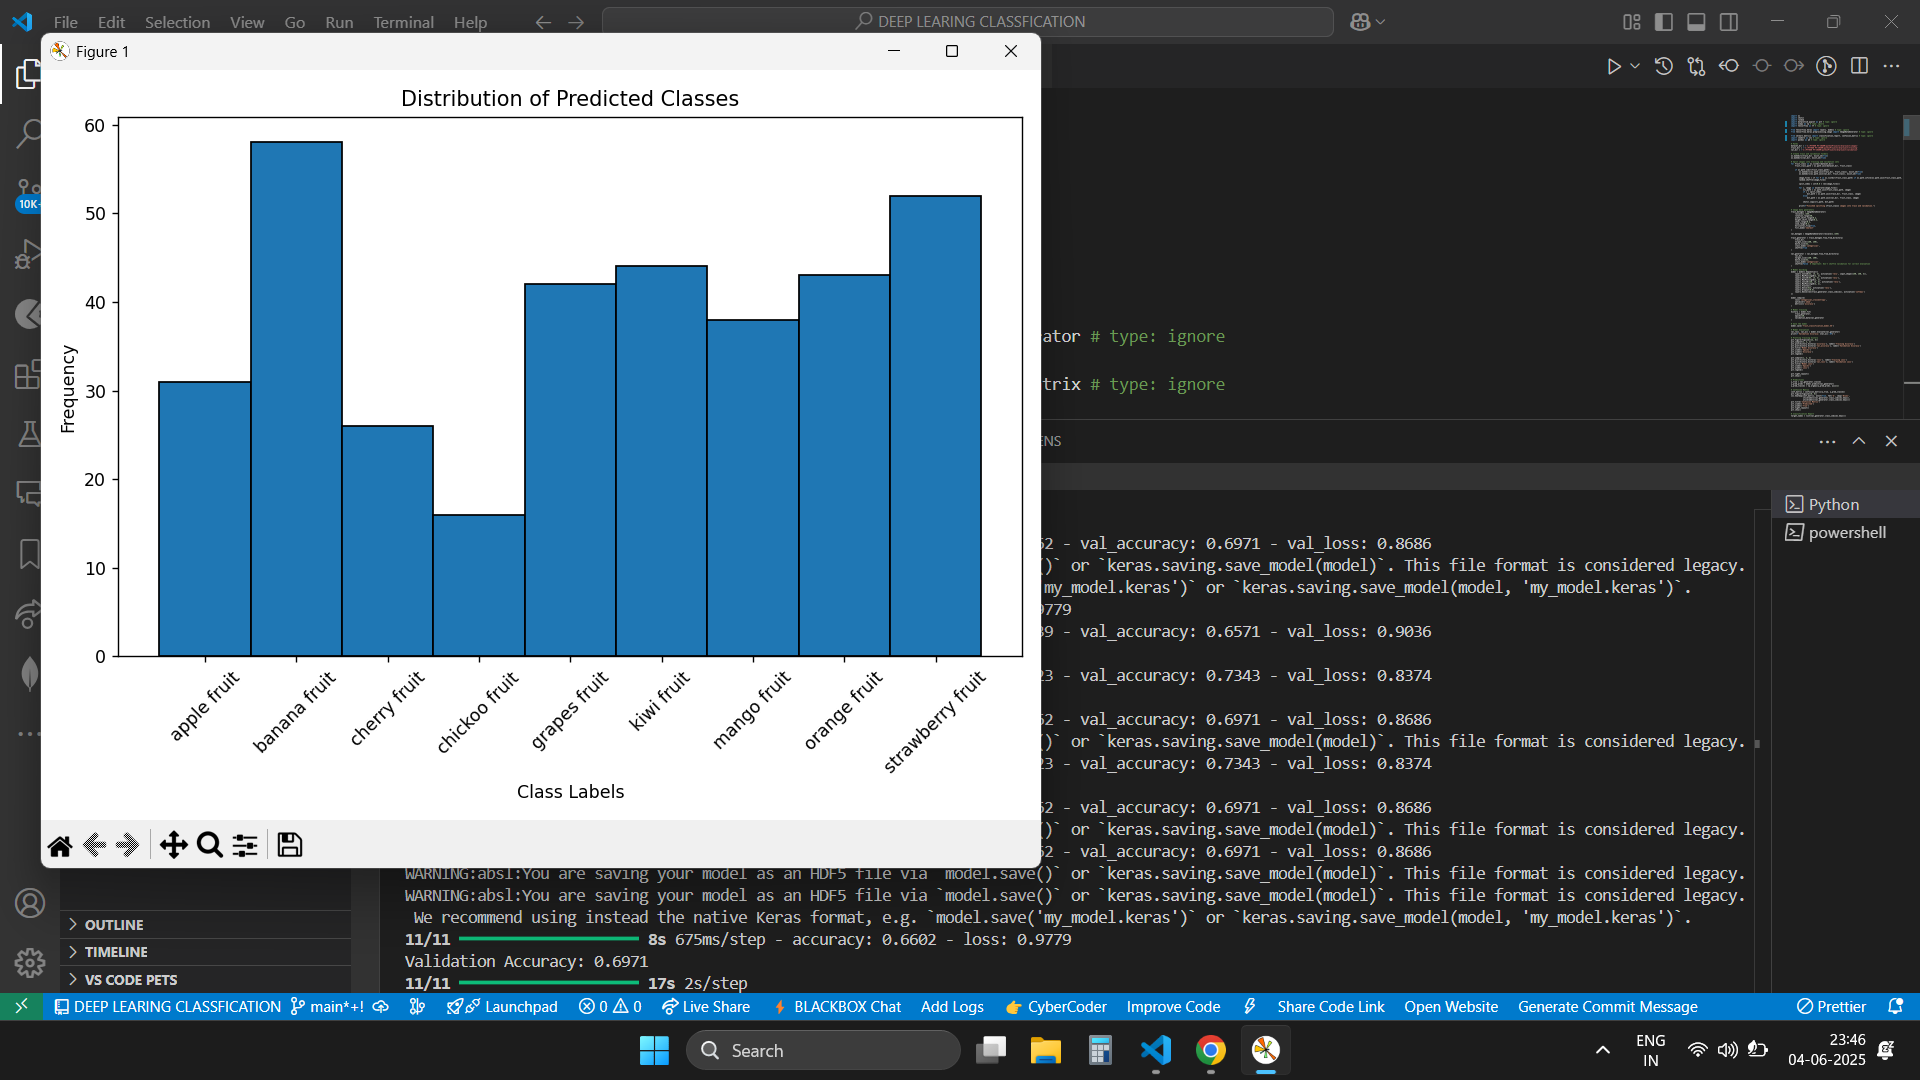 File Edit Selection View Go Run Terminal Help
DEEP LEARING CLASSFICATION
Figure 1
10K-
Distribution of Predicted Classes
60
50
40
30
20
10
0
Frequency
apple fruit
banana fruit
cherry fruit
chickoo fruit
grapes fruit
kiwi fruit
mango fruit
orange fruit
strawberry fruit
Class Labels
ator # type: ignore
trix # type: ignore
ENS
Python
powershell
- val_accuracy: 0.6971 - val_loss: 0.8686
()` or `keras.saving.save_model(model)`. This file format is considered legacy.
my_model.keras')` or `keras.saving.save_model(model, 'my_model.keras')`.
9779
- val_accuracy: 0.6571 - val_loss: 0.9036
- val_accuracy: 0.7343 - val_loss: 0.8374
- val_accuracy: 0.6971 - val_loss: 0.8686
()` or `keras.saving.save_model(model)`. This file format is considered legacy.
- val_accuracy: 0.7343 - val_loss: 0.8374
- val_accuracy: 0.6971 - val_loss: 0.8686
()` or `keras.saving.save_model(model)`. This file format is considered legacy.
- val_accuracy: 0.6971 - val_loss: 0.8686
WARNING:absl:You are saving your model as an HDF5 file via `model.save()` or `keras.saving.save_model(model)`. This file format is considered legacy.
WARNING:absl:You are saving your model as an HDF5 file via `model.save()` or `keras.saving.save_model(model)`. This file format is considered legacy.
We recommend using instead the native Keras format, e.g. `model.save('my_model.keras')` or `keras.saving.save_model(model, 'my_model.keras')`.
11/11 8s 675ms/step - accuracy: 0.6602 - loss: 0.9779
Validation Accuracy: 0.6971
11/11 17s 2s/step
OUTLINE
TIMELINE
VS CODE PETS
DEEP LEARING CLASSFICATION main*+! Launchpad 0 0 Live Share BLACKBOX Chat Add Logs CyberCoder Improve Code Share Code Link Open Website Generate Commit Message Prettier
Search
ENG
IN
23:46
04-06-2025